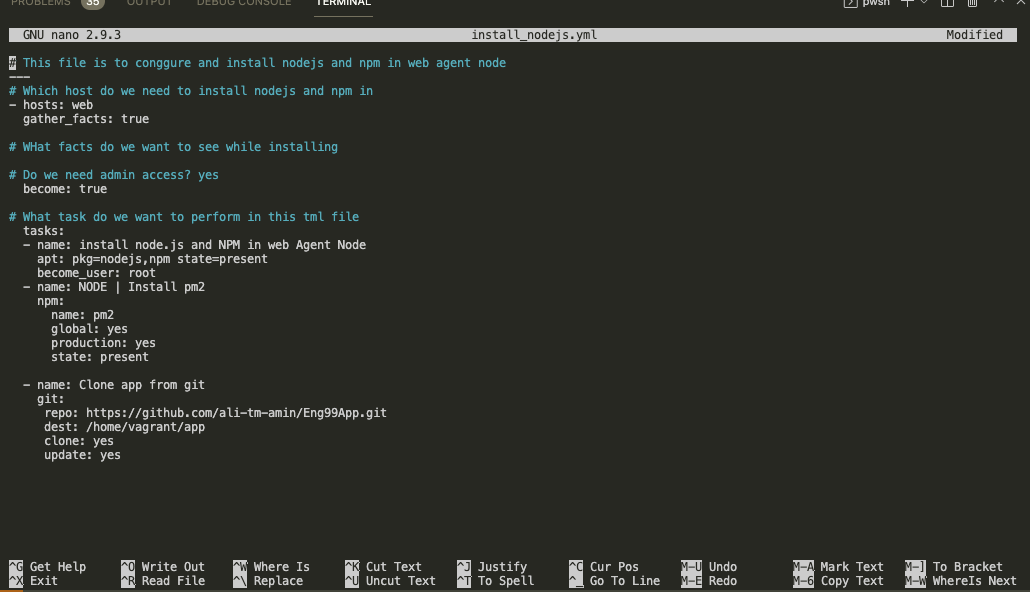 PROBLEMS 35 OUTPUT DEBUG CONSOLE TERMINAL pwsh
GNU nano 2.9.3 install_nodejs.yml Modified
# This file is to conggure and install nodejs and npm in web agent node
---
# Which host do we need to install nodejs and npm in
- hosts: web
  gather_facts: true
# WHat facts do we want to see while installing
# Do we need admin access? yes
  become: true
# What task do we want to perform in this tml file
  tasks:
  - name: install node.js and NPM in web Agent Node
    apt: pkg=nodejs,npm state=present
    become_user: root
  - name: NODE | Install pm2
    npm:
      name: pm2
      global: yes
      production: yes
      state: present
  - name: Clone app from git
    git:
     repo: https://github.com/ali-tm-amin/Eng99App.git
     dest: /home/vagrant/app
     clone: yes
     update: yes
^G Get Help ^O Write Out ^W Where Is ^K Cut Text ^J Justify ^C Cur Pos M-U Undo M-A Mark Text M-] To Bracket
^X Exit ^R Read File ^\ Replace ^U Uncut Text ^T To Spell ^_ Go To Line M-E Redo M-6 Copy Text M-W WhereIs Next